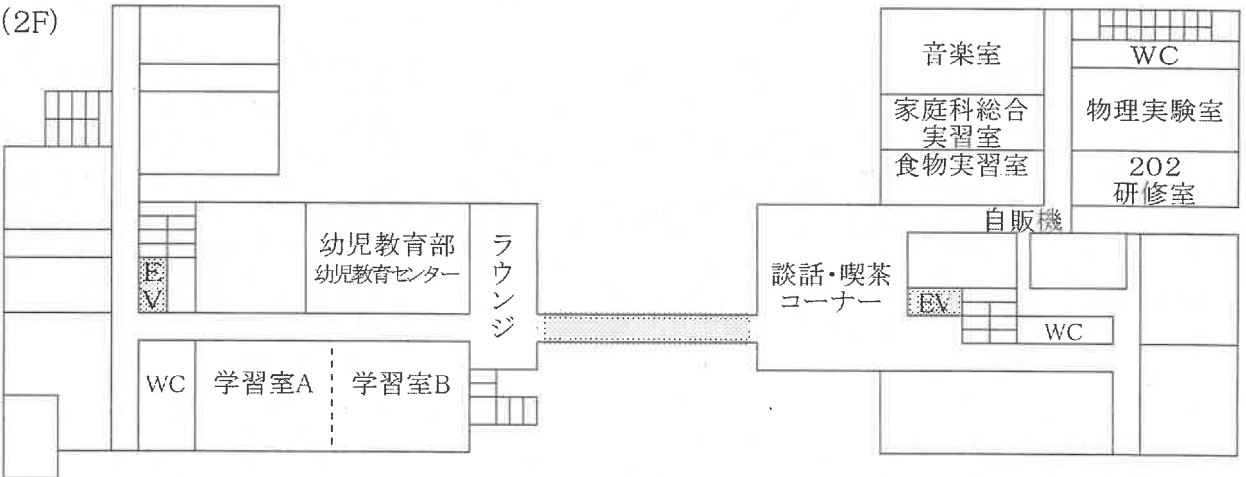 (2F)
幼児教育部
幼児教育センター
ラウンジ
EV
WC
学習室A
学習室B
音楽室
WC
家庭科総合
実習室
物理実験室
食物実習室
202
研修室
自販機
談話・喫茶
コーナー
EV
WC